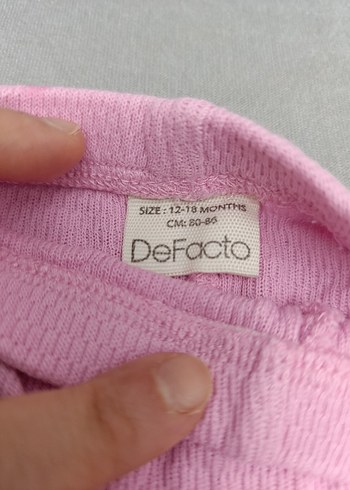 SIZE: 12-18 MONTHS
CM: 80-86
DeFacto